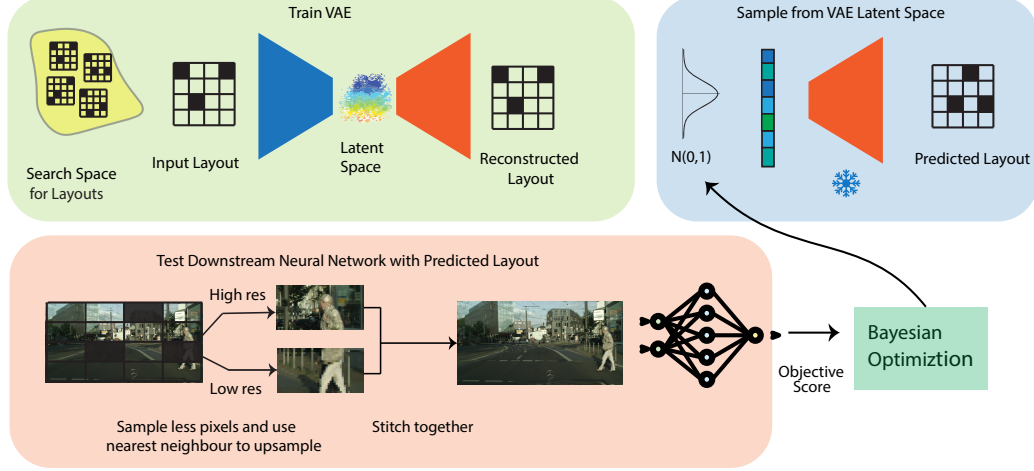 Train VAE
Search Space
for Layouts
Input Layout
Latent
Space
Reconstructed
Layout
Sample from VAE Latent Space
N(0,1)
Predicted Layout
Test Downstream Neural Network with Predicted Layout
High res
Low res
Sample less pixels and use
nearest neighbour to upsample
Stitch together
Objective
Score
Bayesian
Optimiztion